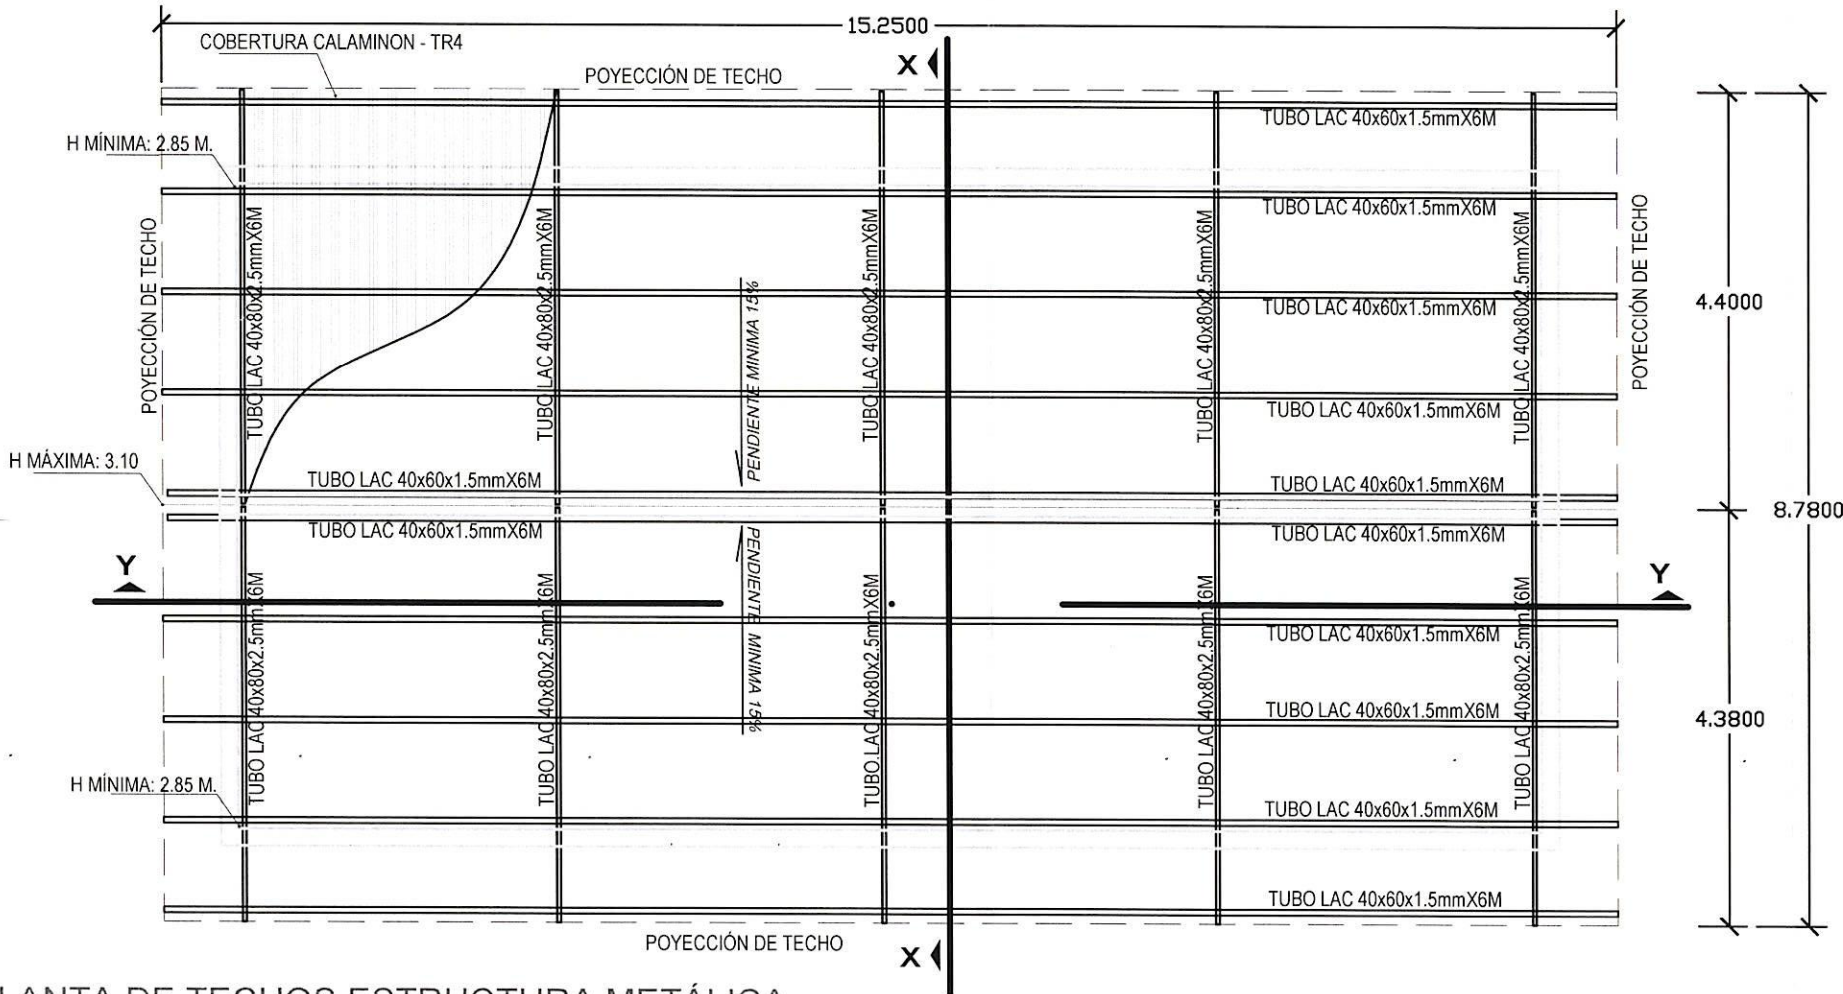 15.2500
COBERTURA CALAMINON - TR4
X
POYECCIÓN DE TECHO
TUBO LAC 40x60x1.5mmX6M
H MÍNIMA: 2.85 M.
TUBO LAC 40x60x1.5mmX6M
POYECCIÓN DE TECHO
TUBO LAC 40x80x2.5mmX6M
TUBO LAC 40x80x2.5mmX6M
PENDIENTE MINIMA 15%
TUBO LAC 40x80x2.5mmX6M
TUBO LAC 40x80x2.5mmX6M
TUBO LAC 40x80x2.5mmX6M
POYECCIÓN DE TECHO
TUBO LAC 40x60x1.5mmX6M
4.4000
TUBO LAC 40x60x1.5mmX6M
H MÁXIMA: 3.10
TUBO LAC 40x60x1.5mmX6M
TUBO LAC 40x60x1.5mmX6M
8.7800
TUBO LAC 40x60x1.5mmX6M
TUBO LAC 40x60x1.5mmX6M
Y
Y
TUBO LAC 40x80x2.5mmX6M
TUBO LAC 40x80x2.5mmX6M
PENDIENTE MINIMA 15%
TUBO LAC 40x80x2.5mmX6M
TUBO LAC 40x80x2.5mmX6M
TUBO LAC 40x80x2.5mmX6M
TUBO LAC 40x60x1.5mmX6M
TUBO LAC 40x60x1.5mmX6M
4.3800
H MÍNIMA: 2.85 M.
TUBO LAC 40x60x1.5mmX6M
TUBO LAC 40x60x1.5mmX6M
POYECCIÓN DE TECHO
X
DE TECHOS ESTRUCTURA METÁLICA